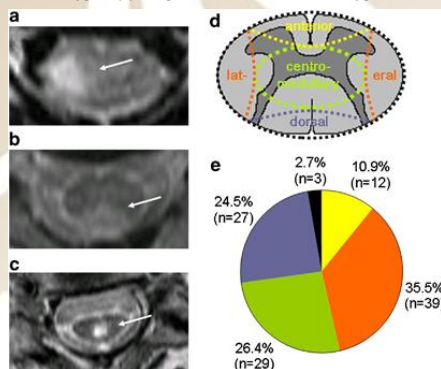 a
b
c
d
anterior
lat-
centro-
medullary
eral
dorsal
e
2.7%
(n=3)
10.9%
(n=12)
24.5%
(n=27)
35.5%
(n=39)
26.4%
(n=29)